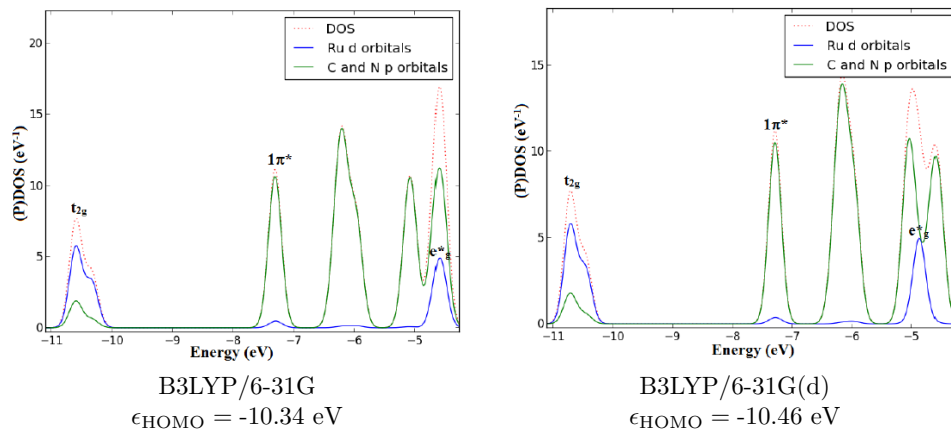 20
15
10
5
0
(P)DOS (eV⁻¹)
DOS
Ru d orbitals
C and N p orbitals
t₂g
1π*
e*g
−11 −10 −9 −8 −7 −6 −5
Energy (eV)
B3LYP/6-31G
ϵHOMO = -10.34 eV
15
10
5
0
(P)DOS (eV⁻¹)
DOS
Ru d orbitals
C and N p orbitals
t₂g
1π*
e*g
−11 −10 −9 −8 −7 −6 −5
Energy (eV)
B3LYP/6-31G(d)
ϵHOMO = -10.46 eV